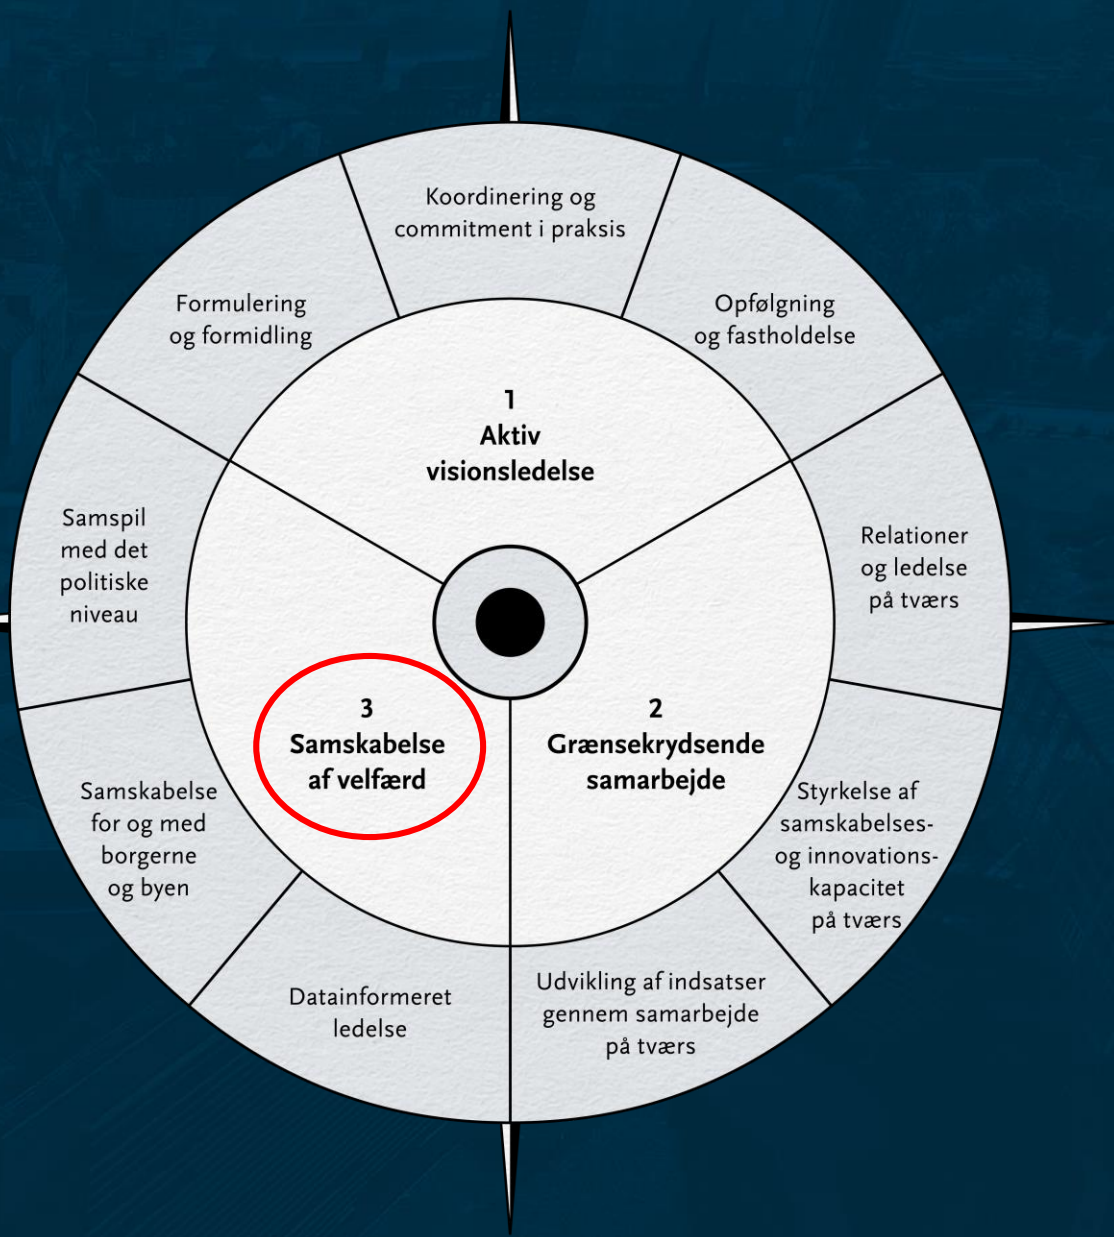 Koordinering og
commitment i praksis
Formulering
og formidling
Opfølgning
og fastholdelse
1
Aktiv
visionsledelse
Samspil
med det
politiske
niveau
Relationer
og ledelse
på tværs
3
Samskabelse
af velfærd
2
Grænsekrydsende
samarbejde
Samskabelse
for og med
borgerne
og byen
Styrkelse af
samskabelses-
og innovations-
kapacitet
på tværs
Datainformeret
ledelse
Udvikling af indsatser
gennem samarbejde
på tværs